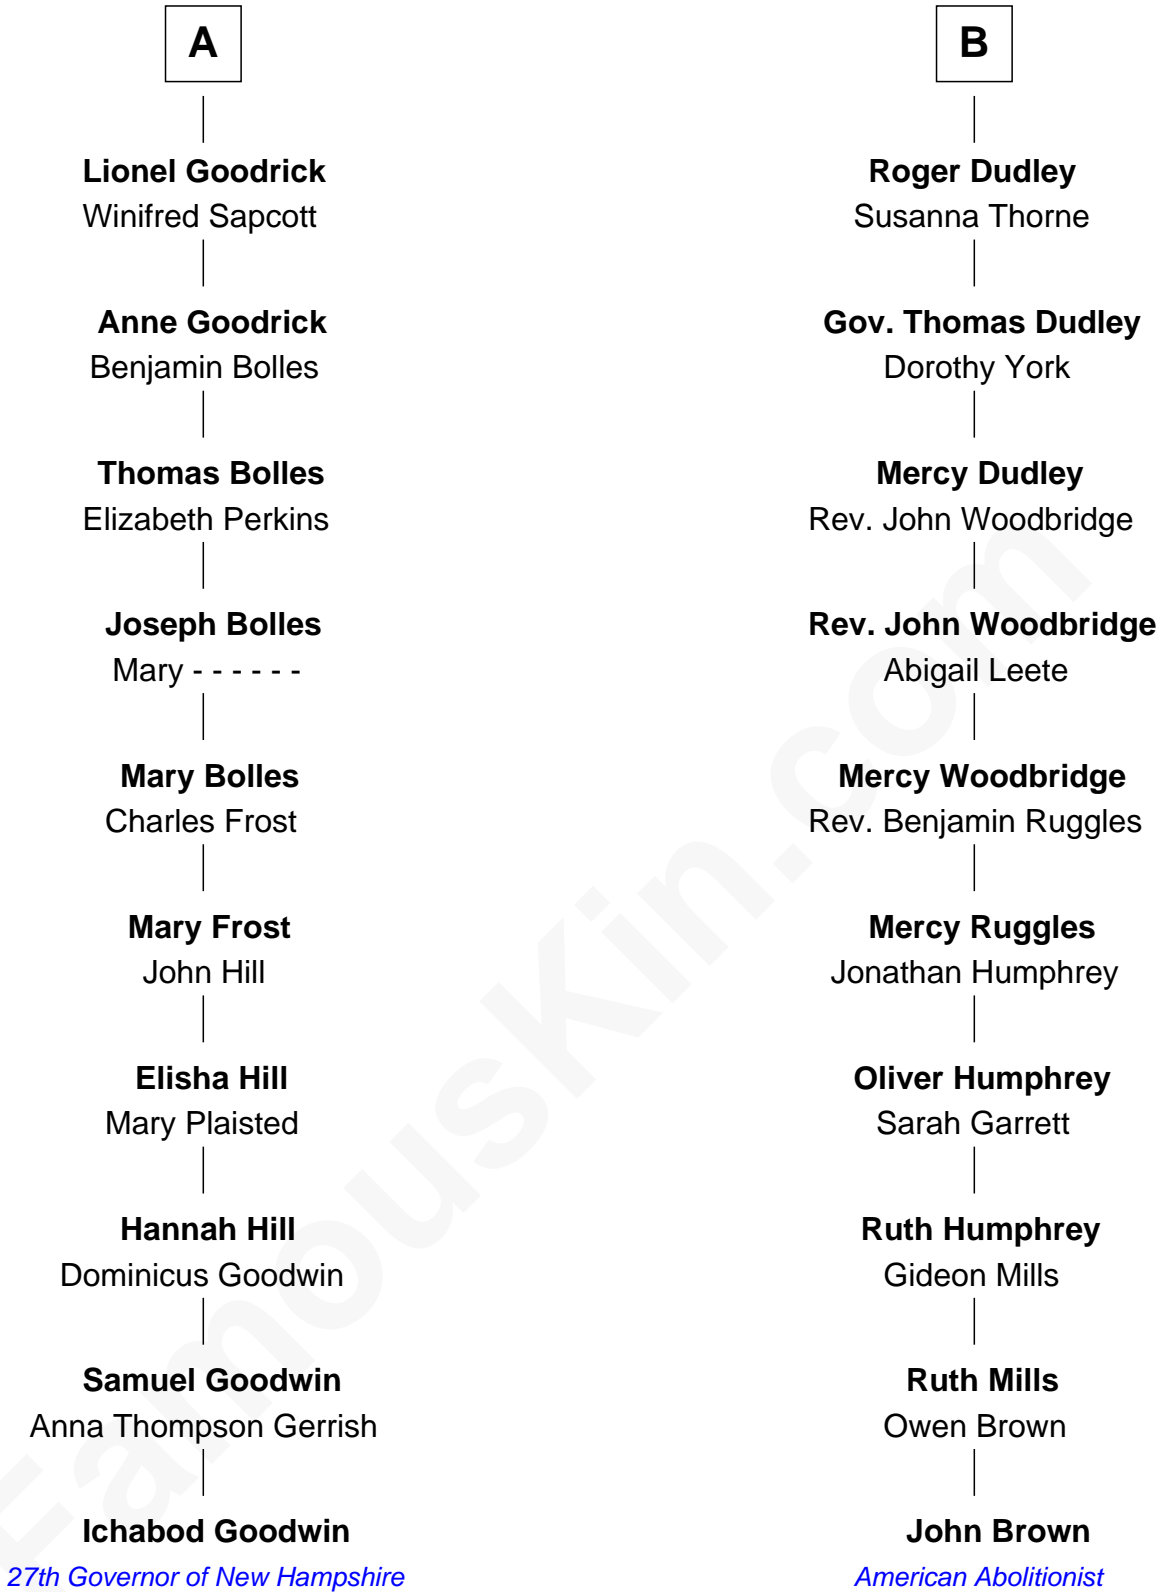 A
Lionel Goodrick
Winifred Sapcott
Anne Goodrick
Benjamin Bolles
Thomas Bolles
Elizabeth Perkins
Joseph Bolles
Mary - - - - - -
Mary Bolles
Charles Frost
Mary Frost
John Hill
Elisha Hill
Mary Plaisted
Hannah Hill
Dominicus Goodwin
Samuel Goodwin
Anna Thompson Gerrish
Ichabod Goodwin
27th Governor of New Hampshire
B
Roger Dudley
Susanna Thorne
Gov. Thomas Dudley
Dorothy York
Mercy Dudley
Rev. John Woodbridge
Rev. John Woodbridge
Abigail Leete
Mercy Woodbridge
Rev. Benjamin Ruggles
Mercy Ruggles
Jonathan Humphrey
Oliver Humphrey
Sarah Garrett
Ruth Humphrey
Gideon Mills
Ruth Mills
Owen Brown
John Brown
American Abolitionist
FamousKin.com